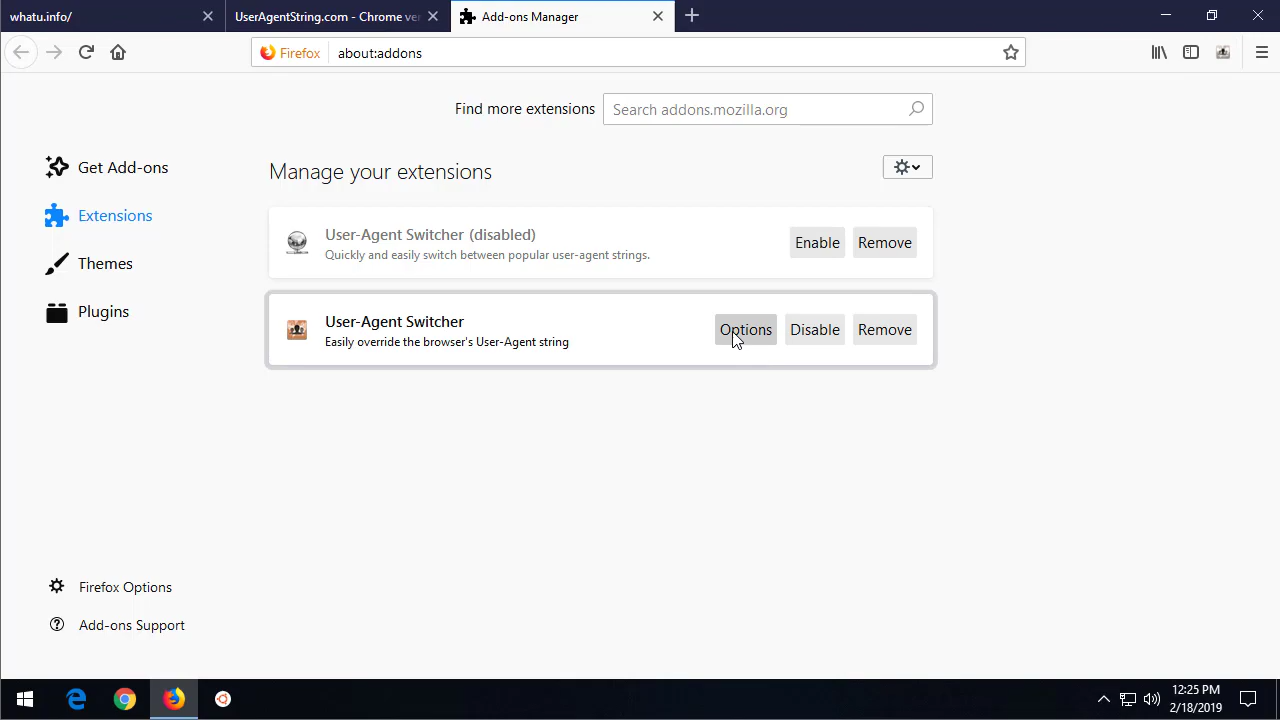 whatu.info/
UserAgentString.com - Chrome ve
Add-ons Manager
Firefox
about:addons
Find more extensions
Search addons.mozilla.org
Get Add-ons
Extensions
Themes
Plugins
Manage your extensions
User-Agent Switcher (disabled)
Quickly and easily switch between popular user-agent strings.
Enable
Remove
User-Agent Switcher
Easily override the browser's User-Agent string
Options
Disable
Remove
Firefox Options
Add-ons Support
12:25 PM
2/18/2019